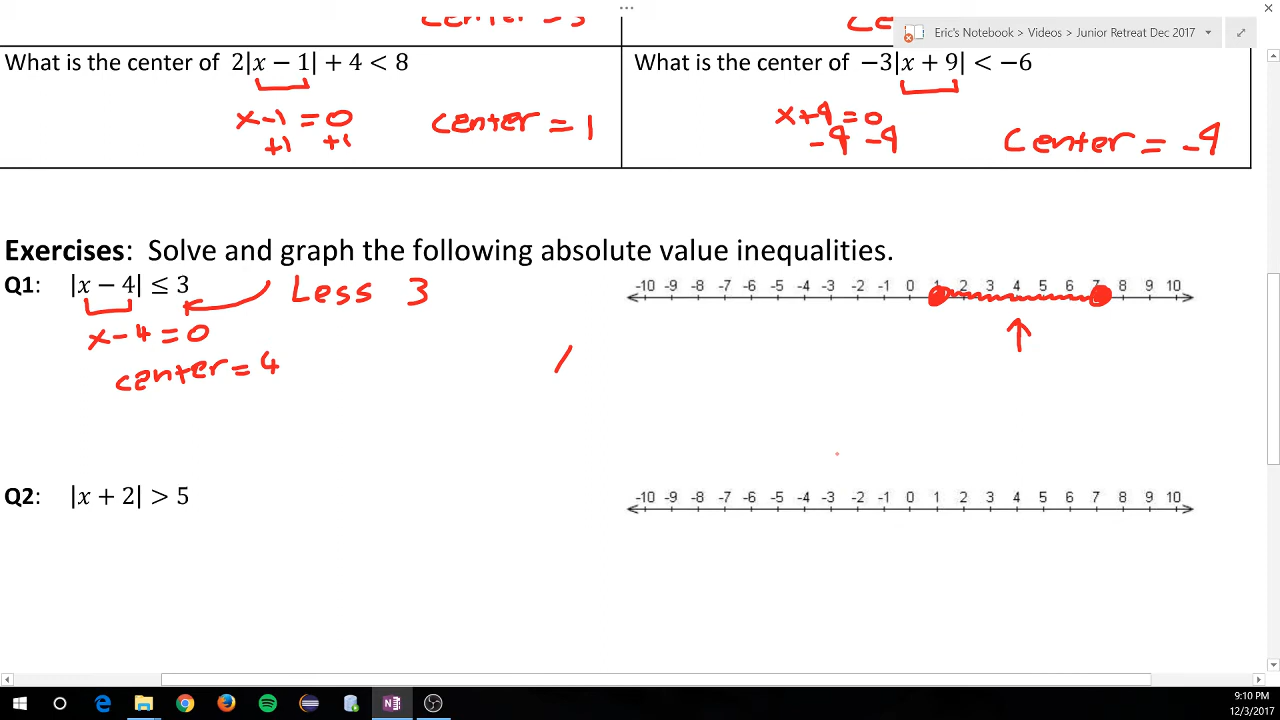 Eric's Notebook > Videos > Junior Retreat Dec 2017
What is the center of 2|x − 1| + 4 < 8
x-1 = 0
+1 +1
center = 1
What is the center of −3|x + 9| < −6
x+9 = 0
-9 -9
center = -9
Exercises: Solve and graph the following absolute value inequalities.
Q1: |x − 4| ≤ 3
Less 3
x-4 = 0
center = 4
-10 -9 -8 -7 -6 -5 -4 -3 -2 -1 0 1 2 3 4 5 6 7 8 9 10
Q2: |x + 2| > 5
-10 -9 -8 -7 -6 -5 -4 -3 -2 -1 0 1 2 3 4 5 6 7 8 9 10
9:10 PM
12/3/2017